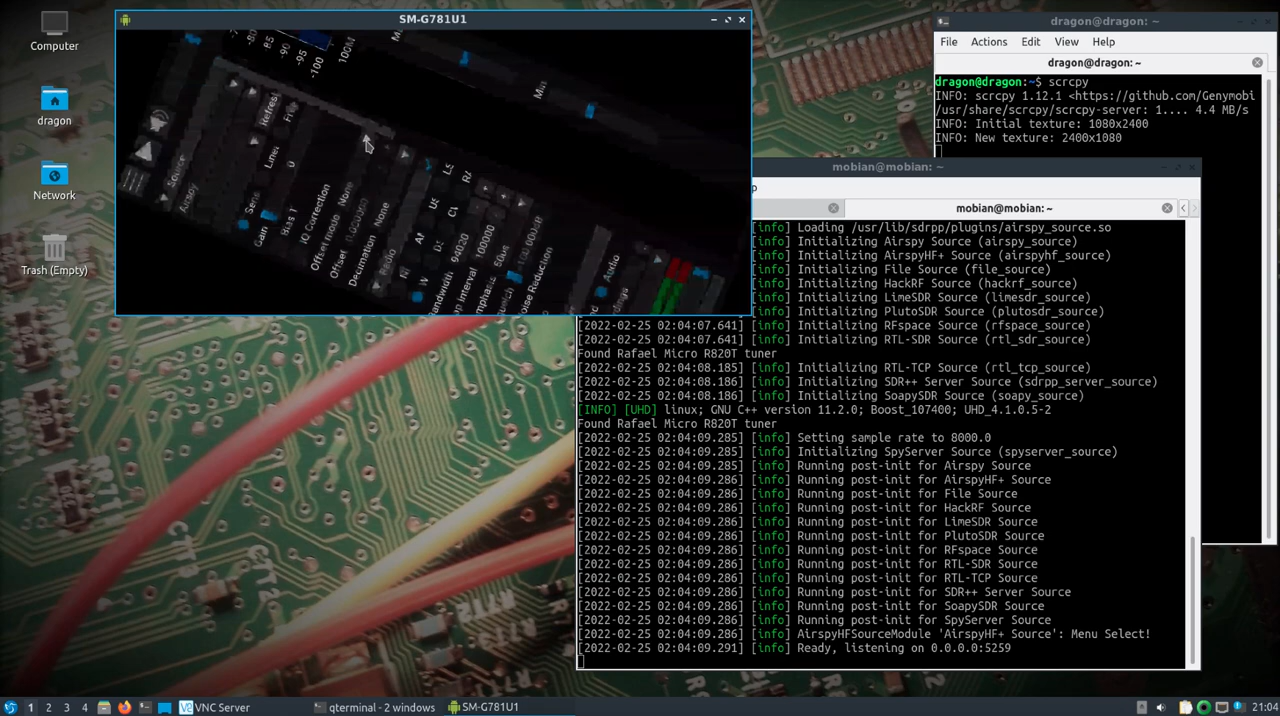 Computer
dragon
Network
Trash (Empty)
SM-G781U1
-80
85
-90
-95
-100
100M
Offset mode None
Offset
Decimation None
94020
100000
50us
Noise Reduction
Audio
dragon@dragon: ~
File Actions Edit View Help
dragon@dragon: ~
dragon@dragon:~$ scrcpy
INFO: scrcpy 1.12.1 <https://github.com/Genymobi
/usr/share/scrcpy/scrcpy-server: 1.... 4.4 MB/s
INFO: Initial texture: 1080x2400
INFO: New texture: 2400x1080
mobian@mobian: ~
p
mobian@mobian: ~
[info] Loading /usr/lib/sdrpp/plugins/airspy_source.so
[info] Initializing Airspy Source (airspy_source)
[info] Initializing AirspyHF+ Source (airspyhf_source)
[info] Initializing File Source (file_source)
[info] Initializing HackRF Source (hackrf_source)
[info] Initializing LimeSDR Source (limesdr_source)
[info] Initializing PlutoSDR Source (plutosdr_source)
[2022-02-25 02:04:07.641] [info] Initializing RFspace Source (rfspace_source)
[2022-02-25 02:04:07.641] [info] Initializing RTL-SDR Source (rtl_sdr_source)
Found Rafael Micro R820T tuner
[2022-02-25 02:04:08.185] [info] Initializing RTL-TCP Source (rtl_tcp_source)
[2022-02-25 02:04:08.186] [info] Initializing SDR++ Server Source (sdrpp_server_source)
[2022-02-25 02:04:08.186] [info] Initializing SoapySDR Source (soapy_source)
[INFO] [UHD] linux; GNU C++ version 11.2.0; Boost_107400; UHD_4.1.0.5-2
Found Rafael Micro R820T tuner
[2022-02-25 02:04:09.285] [info] Setting sample rate to 8000.0
[2022-02-25 02:04:09.285] [info] Initializing SpyServer Source (spyserver_source)
[2022-02-25 02:04:09.285] [info] Running post-init for Airspy Source
[2022-02-25 02:04:09.286] [info] Running post-init for AirspyHF+ Source
[2022-02-25 02:04:09.286] [info] Running post-init for File Source
[2022-02-25 02:04:09.286] [info] Running post-init for HackRF Source
[2022-02-25 02:04:09.286] [info] Running post-init for LimeSDR Source
[2022-02-25 02:04:09.286] [info] Running post-init for PlutoSDR Source
[2022-02-25 02:04:09.286] [info] Running post-init for RFspace Source
[2022-02-25 02:04:09.286] [info] Running post-init for RTL-SDR Source
[2022-02-25 02:04:09.286] [info] Running post-init for RTL-TCP Source
[2022-02-25 02:04:09.286] [info] Running post-init for SDR++ Server Source
[2022-02-25 02:04:09.286] [info] Running post-init for SoapySDR Source
[2022-02-25 02:04:09.286] [info] Running post-init for SpyServer Source
[2022-02-25 02:04:09.286] [info] AirspyHFSourceModule 'AirspyHF+ Source': Menu Select!
[2022-02-25 02:04:09.291] [info] Ready, listening on 0.0.0.0:5259
1 2 3 4 VNC Server qterminal - 2 windows SM-G781U1 21:04